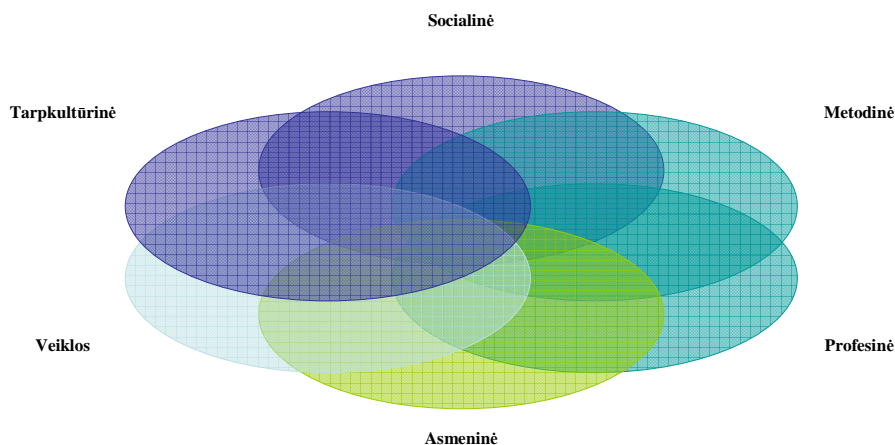 Socialinė
Tarpkultūrinė
Metodinė
Veiklos
Profesinė
Asmeninė